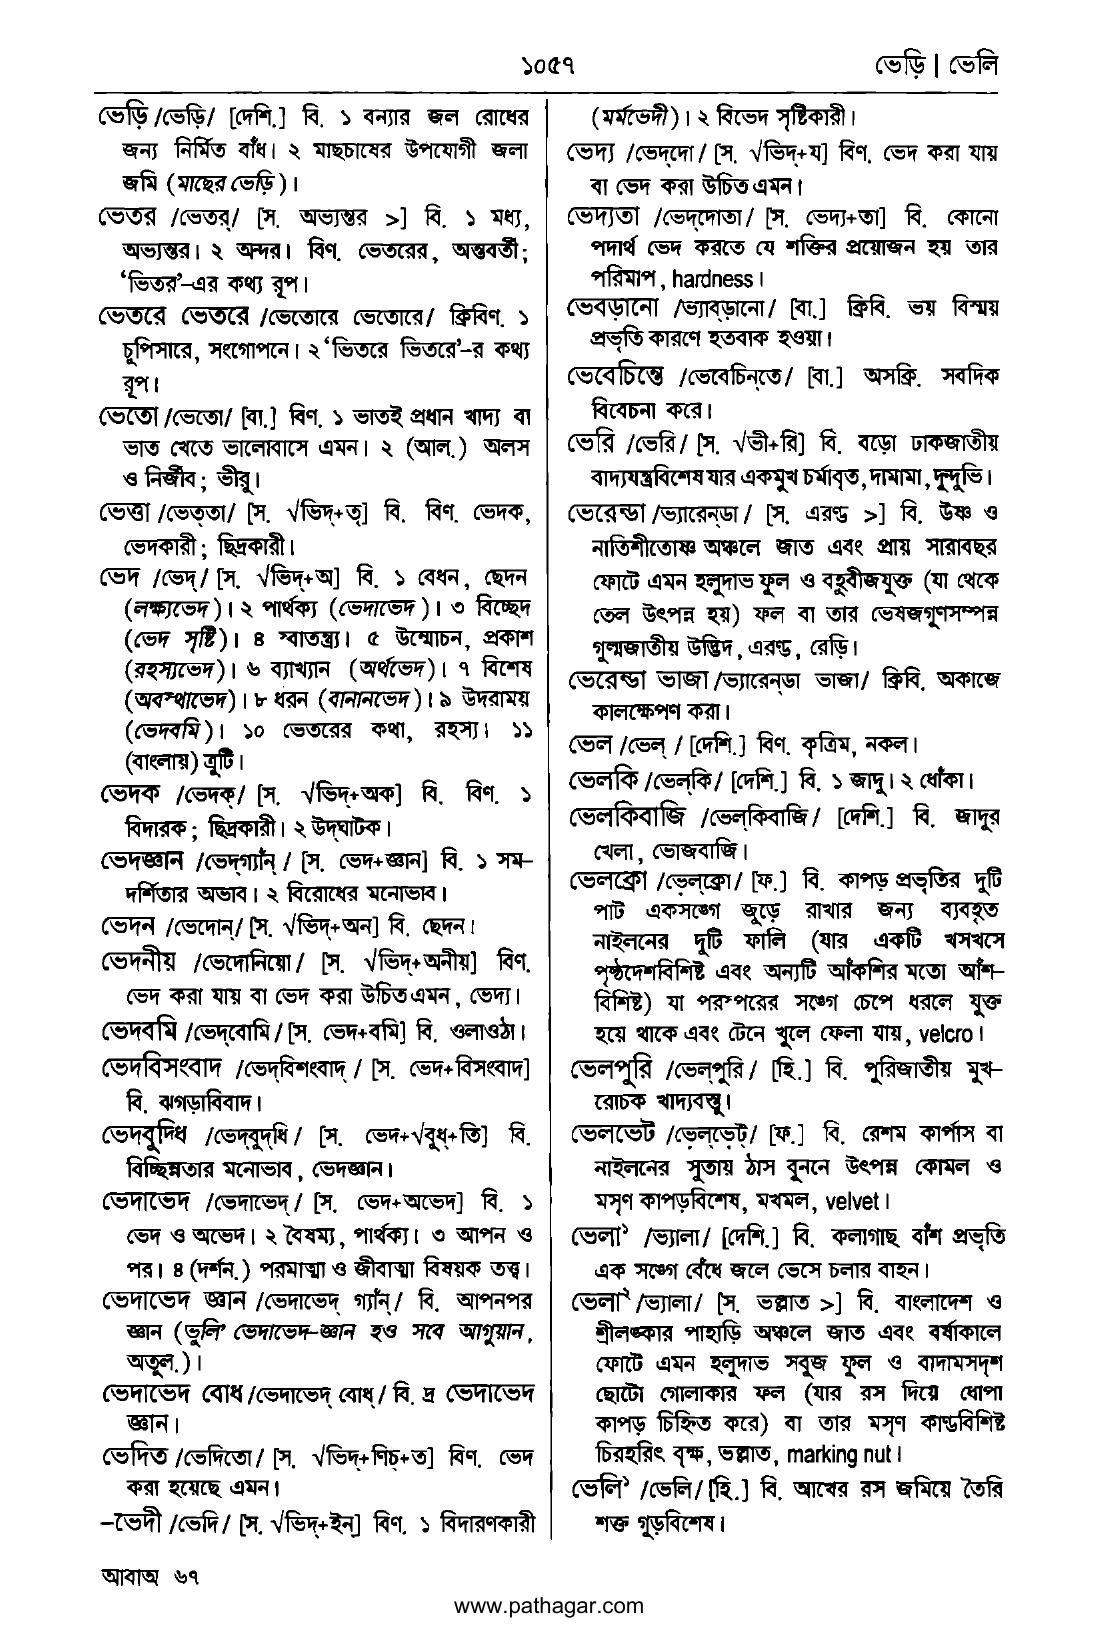 ১০৫৭
ভেড়ি | ভেলি
ভেড়ি /ভেড়ি/ [দেশি.] বি. ১ বন্যার জল রোধের
জন্য নির্মিত বাঁধ। ২ মাছচাষের উপযোগী জলা
জমি (মাছের ভেড়ি)।
ভেতর /ভেতর্/ [স. অভ্যন্তর >] বি. ১ মধ্য,
অভ্যন্তর। ২ অন্দর। বিণ. ভেতরের, অন্তবর্তী;
‘ভিতর’-এর কথ্য রূপ।
ভেতরে ভেতরে /ভেতোরে ভেতোরে/ ক্রিবিণ. ১
চুপিসারে, সংগোপনে। ২ ‘ভিতরে ভিতরে’-র কথ্য
রূপ।
ভেতো /ভেতো/ [বা.] বিণ. ১ ভাতই প্রধান খাদ্য বা
ভাত খেতে ভালোবাসে এমন। ২ (আল.) অলস
ও নির্জীব; ভীরু।
ভেত্তা /ভেত্‌তা/ [স. √ভিদ্+তৃ] বি. বিণ. ভেদক,
ভেদকারী; ছিদ্রকারী।
ভেদ /ভেদ্/ [স. √ভিদ্+অ] বি. ১ বেধন, ছেদন
(লক্ষ্যভেদ)। ২ পার্থক্য (ভেদাভেদ)। ৩ বিচ্ছেদ
(ভেদ সৃষ্টি)। ৪ স্বাতন্ত্র্য। ৫ উন্মোচন, প্রকাশ
(রহস্যভেদ)। ৬ ব্যাখ্যান (অর্থভেদ)। ৭ বিশেষ
(অবস্থাভেদ)। ৮ ধরন (বানানভেদ)। ৯ উদরাময়
(ভেদবমি)। ১০ ভেতরের কথা, রহস্য। ১১
(বাংলায়) ত্রুটি।
ভেদক /ভেদক্/ [স. √ভিদ্+অক] বি. বিণ. ১
বিদারক; ছিদ্রকারী। ২ উদ্‌ঘাটক।
ভেদজ্ঞান /ভেদ্‌গ্যাঁন্/ [স. ভেদ+জ্ঞান] বি. ১ সম-
দর্শিতার অভাব। ২ বিরোধের মনোভাব।
ভেদন /ভেদোন্/ [স. √ভিদ্+অন] বি. ছেদন।
ভেদনীয় /ভেদোনিয়ো/ [স. √ভিদ্+অনীয়] বিণ.
ভেদ করা যায় বা ভেদ করা উচিত এমন, ভেদ্য।
ভেদবমি /ভেদ্‌বোমি/ [স. ভেদ+বমি] বি. ওলাওঠা।
ভেদবিসংবাদ /ভেদ্‌বিশংবাদ্/ [স. ভেদ+বিসংবাদ]
বি. ঝগড়াবিবাদ।
ভেদবুদ্ধি /ভেদ্‌বুদ্‌ধি/ [স. ভেদ+√বুধ্+তি] বি.
বিচ্ছিন্নতার মনোভাব, ভেদজ্ঞান।
ভেদাভেদ /ভেদাভেদ্/ [স. ভেদ+অভেদ] বি. ১
ভেদ ও অভেদ। ২ বৈষম্য, পার্থক্য। ৩ আপন ও
পর। ৪ (দর্শন.) পরমাত্মা ও জীবাত্মা বিষয়ক তত্ত্ব।
ভেদাভেদ জ্ঞান /ভেদাভেদ্ গ্যাঁন্/ বি. আপনপর
জ্ঞান (ভুলি’ ভেদাভেদ-জ্ঞান হও সবে আগুয়ান,
অতুল.)।
ভেদাভেদ বোধ /ভেদাভেদ্ বোধ্/ বি. দ্র ভেদাভেদ
জ্ঞান।
ভেদিত /ভেদিতো/ [স. √ভিদ্+ণিচ্+ত] বিণ. ভেদ
করা হয়েছে এমন।
-ভেদী /ভেদি/ [স. √ভিদ্+ইন্] বিণ. ১ বিদারণকারী
(মর্মভেদী)। ২ বিভেদ সৃষ্টিকারী।
ভেদ্য /ভেদ্‌দো/ [স. √ভিদ্+য] বিণ. ভেদ করা যায়
বা ভেদ করা উচিত এমন।
ভেদ্যতা /ভেদ্‌দোতা/ [স. ভেদ্য+তা] বি. কোনো
পদার্থ ভেদ করতে যে শক্তির প্রয়োজন হয় তার
পরিমাপ, hardness।
ভেবড়ানো /ভ্যাব্‌ড়ানো/ [বা.] ক্রিবি. ভয় বিস্ময়
প্রভৃতি কারণে হতবাক হওয়া।
ভেবেচিন্তে /ভেবেচিন্‌তে/ [বা.] অসক্রি. সবদিক
বিবেচনা করে।
ভেরি /ভেরি/ [স. √ভী+রি] বি. বড়ো ঢাকজাতীয়
বাদ্যযন্ত্রবিশেষ যার একমুখ চর্মাবৃত, দামামা, দুন্দুভি।
ভেরেন্ডা /ভ্যারেন্‌ডা/ [স. এরণ্ড >] বি. উষ্ণ ও
নাতিশীতোষ্ণ অঞ্চলে জাত এবং প্রায় সারাবছর
ফোটে এমন হলুদাভ ফুল ও বহুবীজযুক্ত (যা থেকে
তেল উৎপন্ন হয়) ফল বা তার ভেষজগুণসম্পন্ন
গুল্মজাতীয় উদ্ভিদ, এরণ্ড, রেড়ি।
ভেরেন্ডা ভাজা /ভ্যারেন্‌ডা ভাজা/ ক্রিবি. অকাজে
কালক্ষেপণ করা।
ভেল /ভেল্/ [দেশি.] বিণ. কৃত্রিম, নকল।
ভেলকি /ভেল্‌কি/ [দেশি.] বি. ১ জাদু। ২ ধোঁকা।
ভেলকিবাজি /ভেল্‌কিবাজি/ [দেশি.] বি. জাদুর
খেলা, ভোজবাজি।
ভেলক্রো /ভেল্‌ক্রো/ [ফ.] বি. কাপড় প্রভৃতির দুটি
পাট একসঙ্গে জুড়ে রাখার জন্য ব্যবহৃত
নাইলনের দুটি ফালি (যার একটি খসখসে
পৃষ্ঠদেশবিশিষ্ট এবং অন্যটি আঁকশির মতো আঁশ-
বিশিষ্ট) যা পরস্পরের সঙ্গে চেপে ধরলে যুক্ত
হয়ে থাকে এবং টেনে খুলে ফেলা যায়, velcro।
ভেলপুরি /ভেল্‌পুরি/ [হি.] বি. পুরিজাতীয় মুখ-
রোচক খাদ্যবস্তু।
ভেলভেট /ভেল্‌ভেট্/ [ফ.] বি. রেশম কার্পাস বা
নাইলনের সুতায় ঠাস বুননে উৎপন্ন কোমল ও
মসৃণ কাপড়বিশেষ, মখমল, velvet।
ভেলা¹ /ভ্যালা/ [দেশি.] বি. কলাগাছ বাঁশ প্রভৃতি
এক সঙ্গে বেঁধে জলে ভেসে চলার বাহন।
ভেলা² /ভ্যালা/ [স. ভল্লাত >] বি. বাংলাদেশ ও
শ্রীলঙ্কার পাহাড়ি অঞ্চলে জাত এবং বর্ষাকালে
ফোটে এমন হলুদাভ সবুজ ফুল ও বাদামসদৃশ
ছোটো গোলাকার ফল (যার রস দিয়ে ধোপা
কাপড় চিহ্নিত করে) বা তার মসৃণ কাণ্ডবিশিষ্ট
চিরহরিৎ বৃক্ষ, ভল্লাত, marking nut।
ভেলি¹ /ভেলি/ [হি.] বি. আখের রস জমিয়ে তৈরি
শক্ত গুড়বিশেষ।
আবাঅ ৬৭
www.pathagar.com